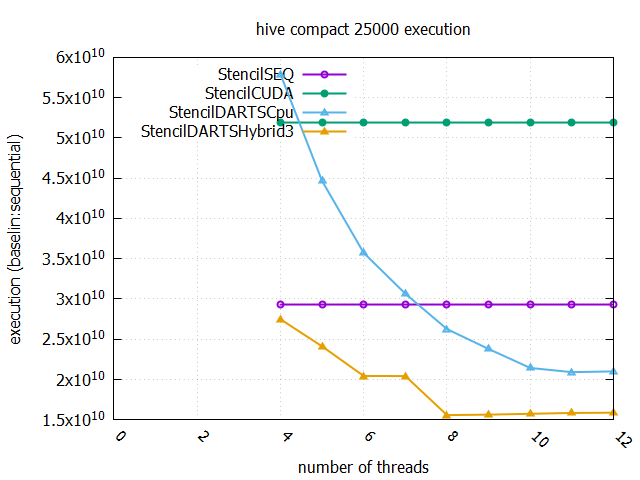 hive compact 25000 execution
StencilSEQ
StencilCUDA
StencilDARTSCpu
StencilDARTSHybrid3
execution (baselin:sequential)
6x10^10
5.5x10^10
5x10^10
4.5x10^10
4x10^10
3.5x10^10
3x10^10
2.5x10^10
2x10^10
1.5x10^10
0 2 4 6 8 10 12
number of threads